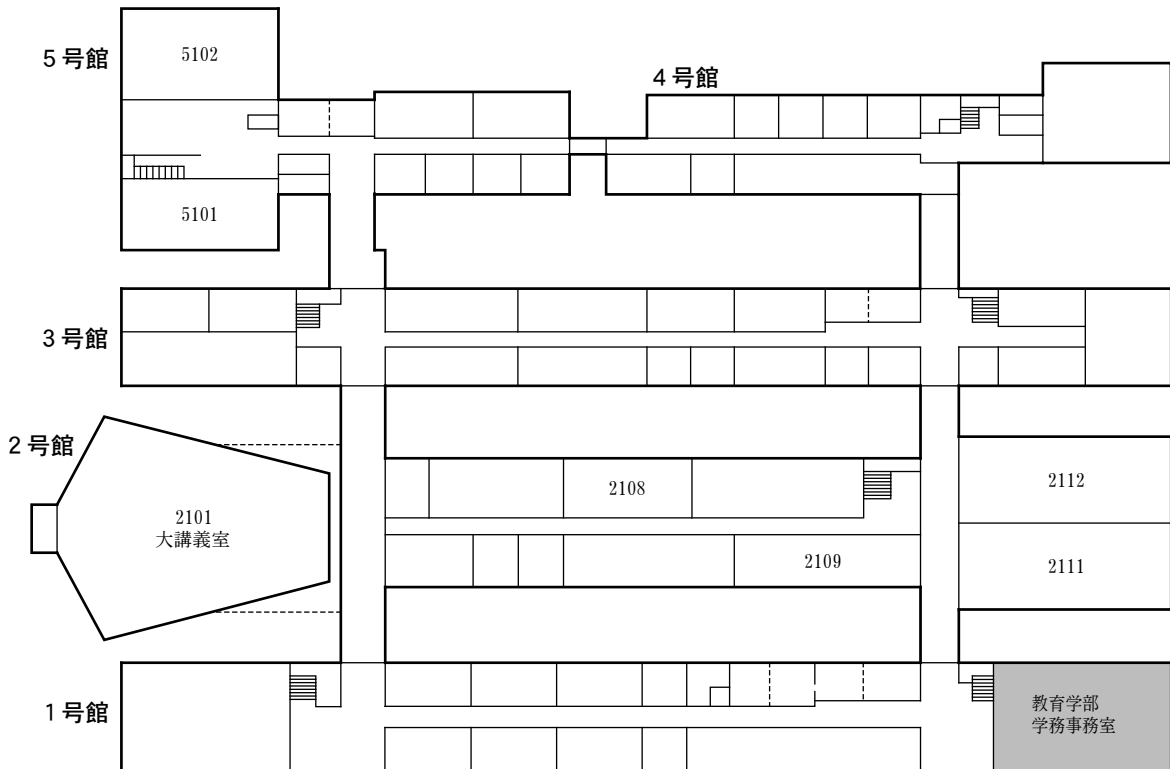 5 号館
5102
4 号館
5101
3 号館
2 号館
2108
2112
2101
大講義室
2109
2111
1 号館
教育学部
学務事務室